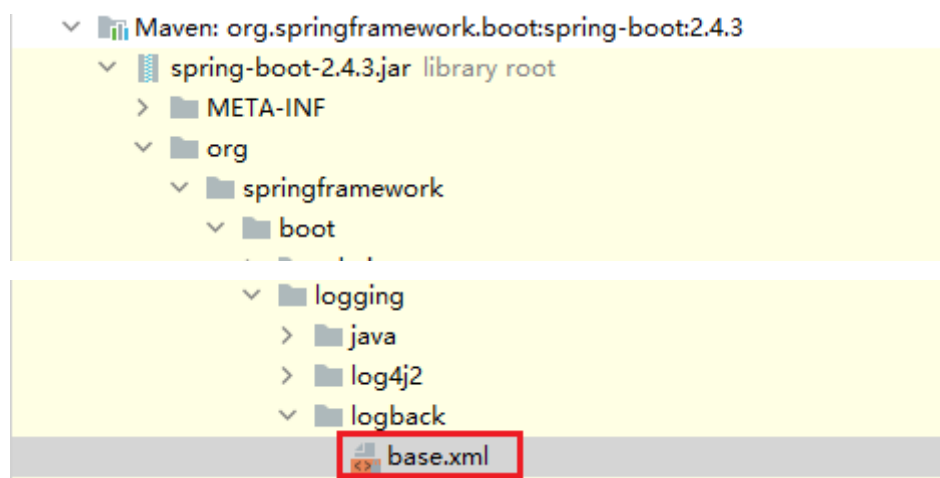 Maven: org.springframework.boot:spring-boot:2.4.3
spring-boot-2.4.3.jar library root
META-INF
org
springframework
boot
logging
java
log4j2
logback
base.xml